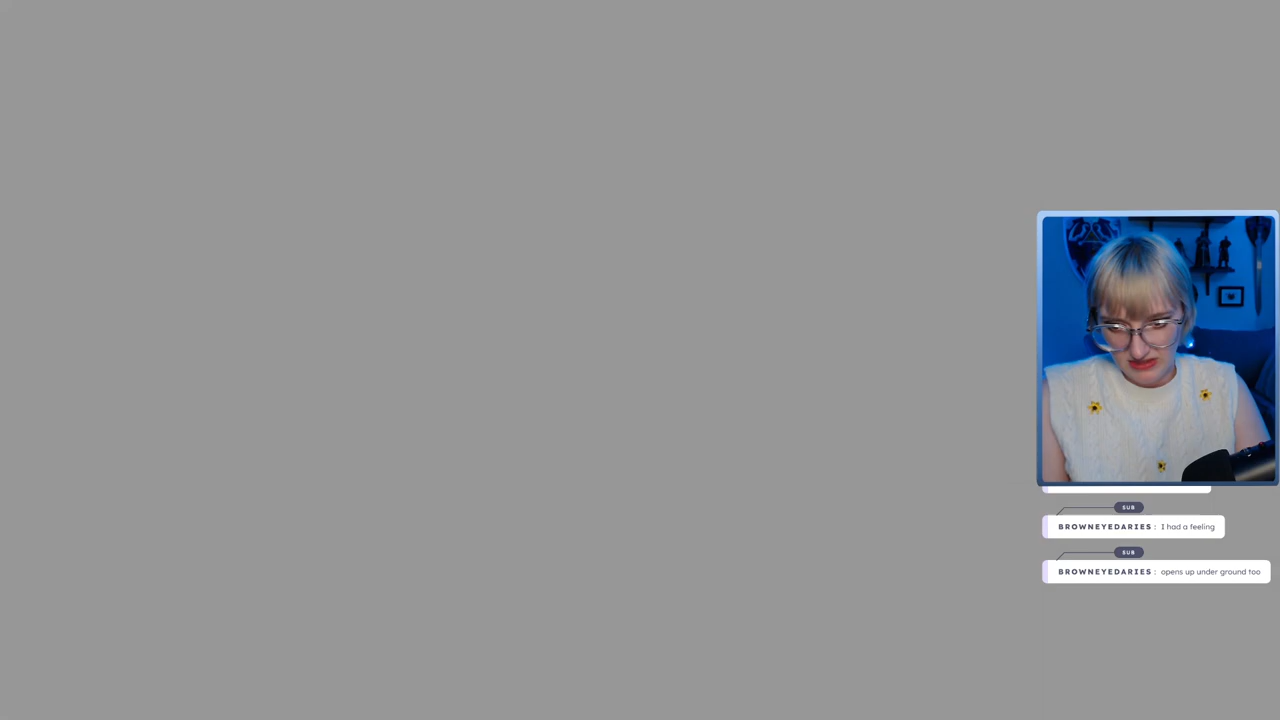 SUB
BROWNEYEDARIES: I had a feeling
SUB
BROWNEYEDARIES: opens up under ground too